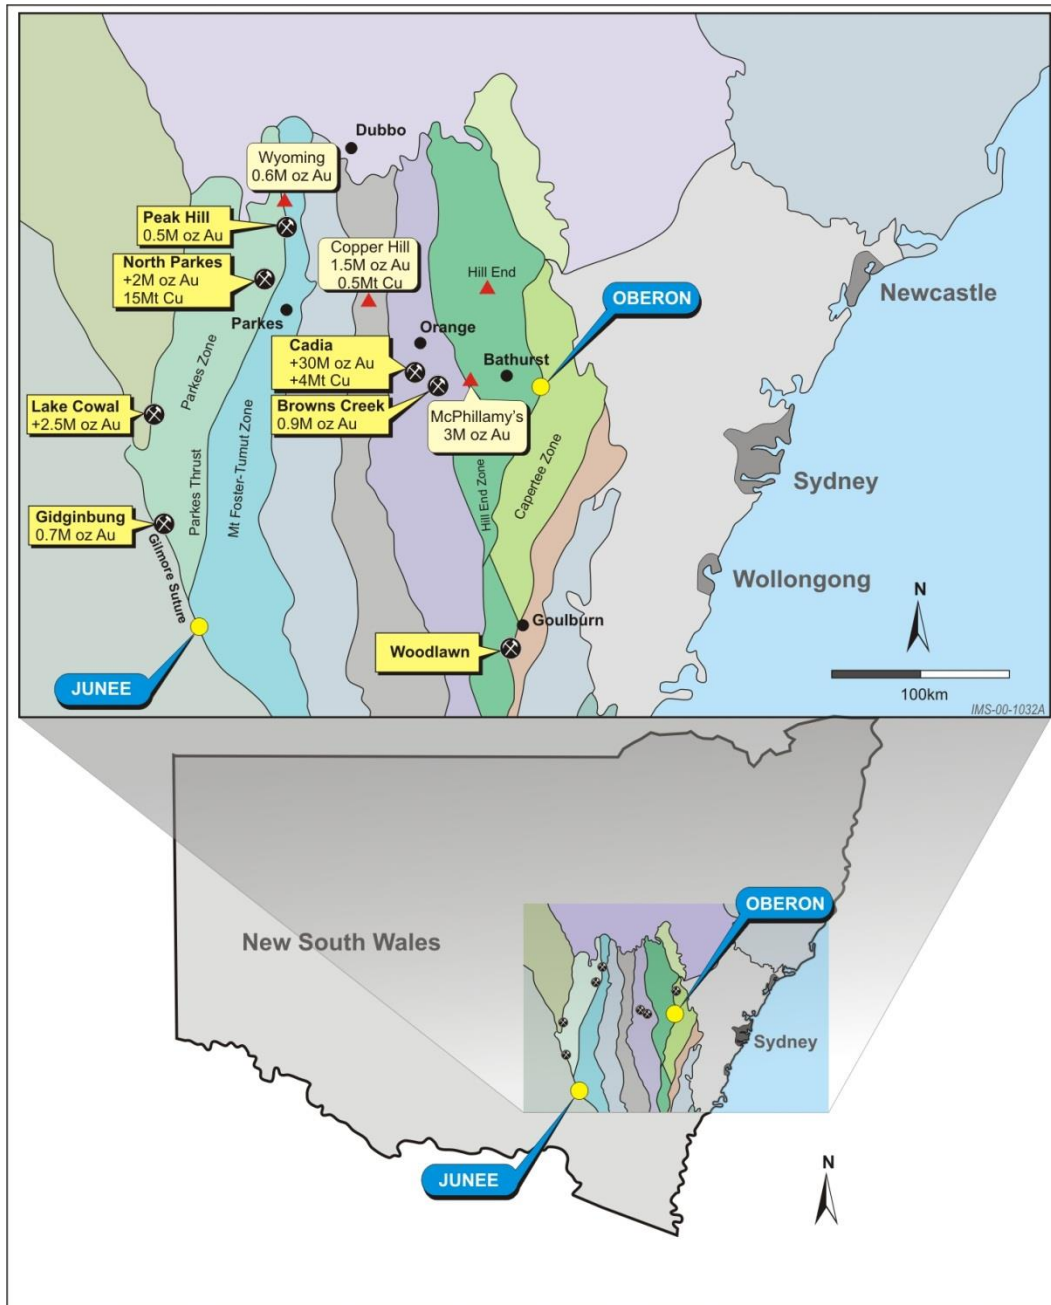 Dubbo
Wyoming
0.6M oz Au
Peak Hill
0.5M oz Au
North Parkes
+2M oz Au
15Mt Cu
Copper Hill
1.5M oz Au
0.5Mt Cu
Hill End
OBERON
Newcastle
Parkes
Orange
Cadia
+30M oz Au
+4Mt Cu
Bathurst
Browns Creek
0.9M oz Au
McPhillamy's
3M oz Au
Lake Cowal
+2.5M oz Au
Parkes Zone
Parkes Thrust
Mt Foster-Tumut Zone
Hill End Zone
Capertee Zone
Sydney
Gidginbung
0.7M oz Au
Gilmore Suture
Wollongong
N
Goulburn
Woodlawn
JUNEE
100km
IMS-00-1032A
New South Wales
OBERON
Sydney
JUNEE
N